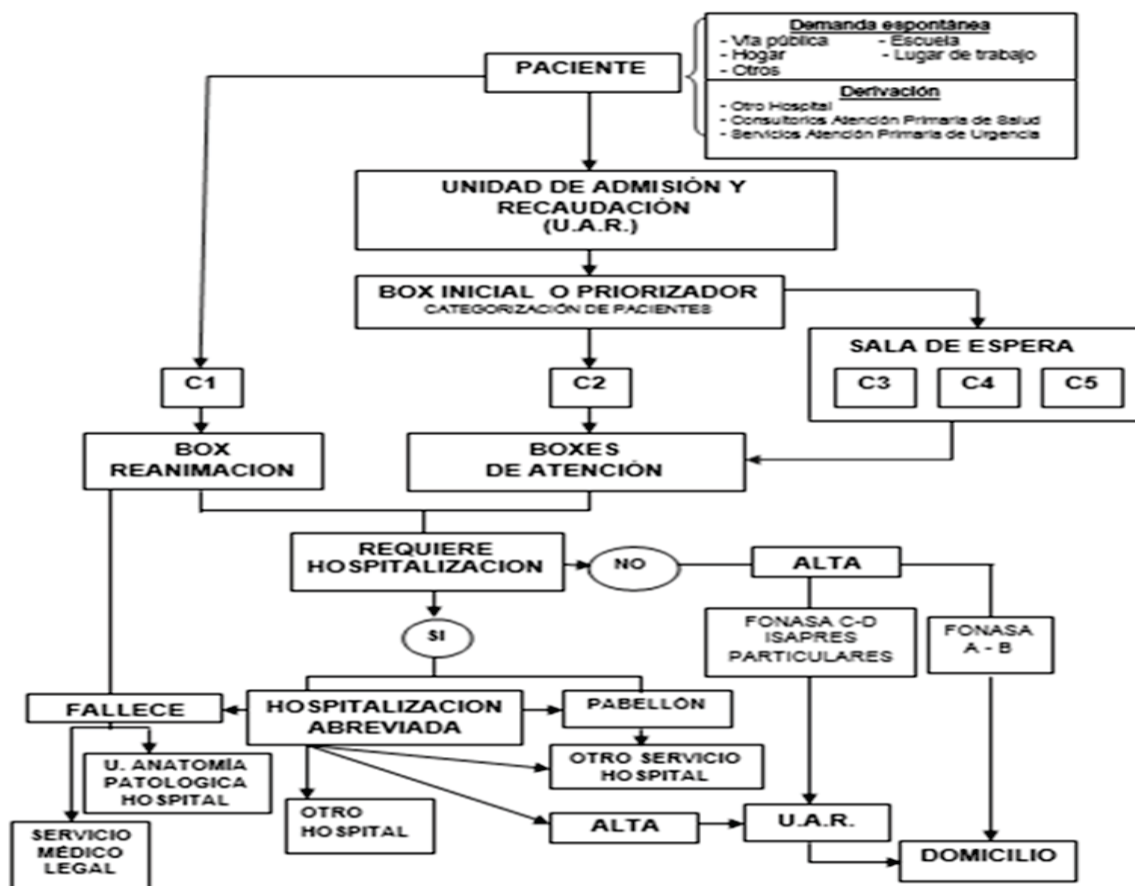 Demanda espontánea
- Vía pública - Escuela
- Hogar - Lugar de trabajo
- Otros
PACIENTE
Derivación
- Otro Hospital
- Consultorios Atención Primaria de Salud
- Servicios Atención Primaria de Urgencia
UNIDAD DE ADMISIÓN Y
RECAUDACIÓN
(U.A.R.)
BOX INICIAL O PRIORIZADOR
CATEGORIZACIÓN DE PACIENTES
SALA DE ESPERA
C1
C2
C3
C4
C5
BOX
REANIMACION
BOXES
DE ATENCIÓN
REQUIERE
HOSPITALIZACION
NO
ALTA
SI
FONASA C-D
ISAPRES
PARTICULARES
FONASA
A - B
FALLECE
HOSPITALIZACION
ABREVIADA
PABELLÓN
U. ANATOMÍA
PATOLOGICA
HOSPITAL
OTRO SERVICIO
HOSPITAL
OTRO
HOSPITAL
ALTA
U.A.R.
SERVICIO
MÉDICO
LEGAL
DOMICILIO